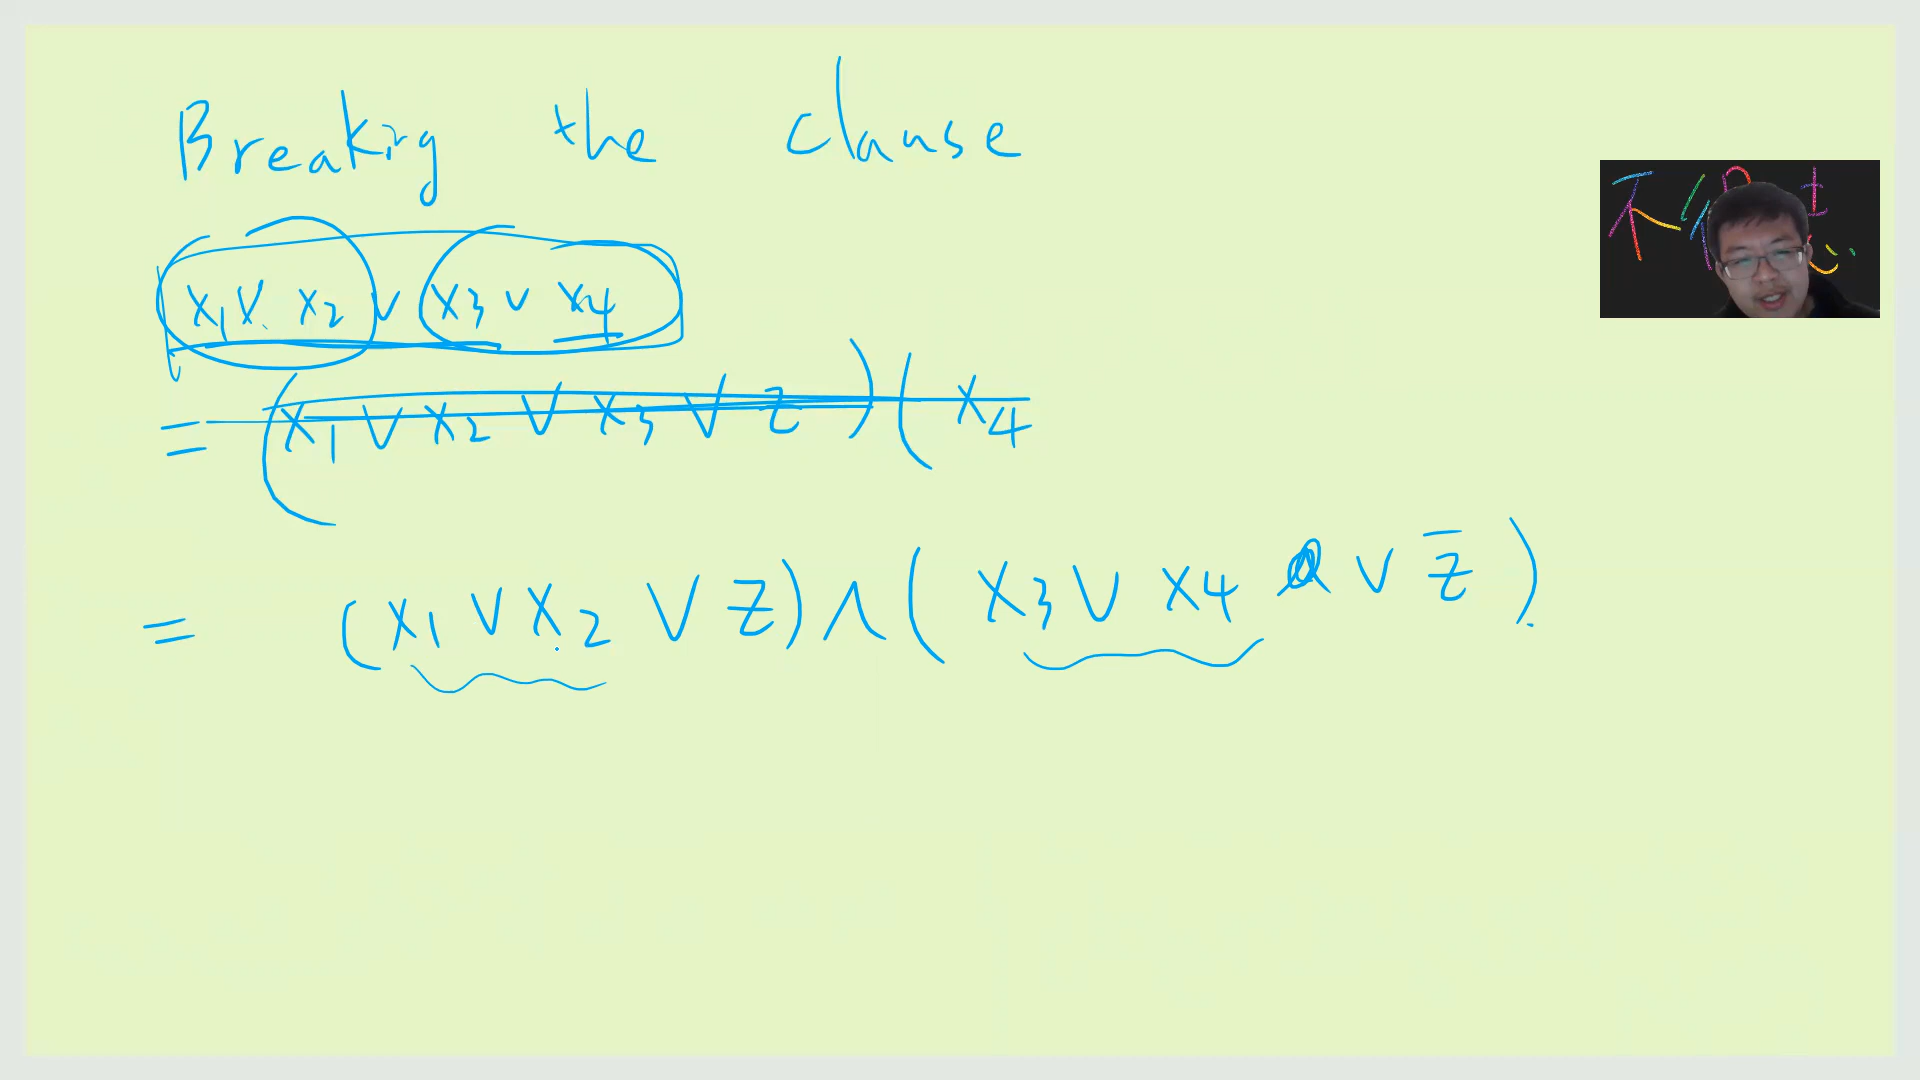 Breaking the clause
x₁ ∨ x₂ ∨ x₃ ∨ x₄
= (x₁ ∨ x₂ ∨ x₃ ∨ z) ( x₄
= (x₁ ∨ x₂ ∨ z) ∧ ( x₃ ∨ x₄ ∨ z̅ )